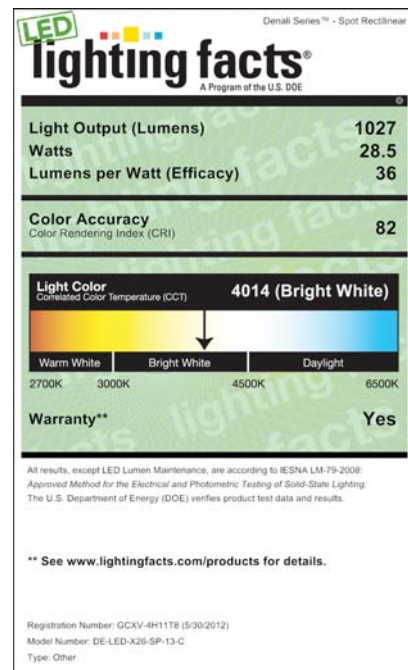 Denali Series™ - Spot Rectilinear
LED
lighting facts®
A Program of the U.S. DOE
Light Output (Lumens) 1027
Watts 28.5
Lumens per Watt (Efficacy) 36
Color Accuracy
Color Rendering Index (CRI) 82
Light Color
Correlated Color Temperature (CCT) 4014 (Bright White)
Warm White Bright White Daylight
2700K 3000K 4500K 6500K
Warranty** Yes
All results, except LED Lumen Maintenance, are according to IESNA LM-79-2008:
Approved Method for the Electrical and Photometric Testing of Solid-State Lighting.
The U.S. Department of Energy (DOE) verifies product test data and results.
** See www.lightingfacts.com/products for details.
Registration Number: GCXV-4H11T8 (5/30/2012)
Model Number: DE-LED-X26-SP-13-C
Type: Other